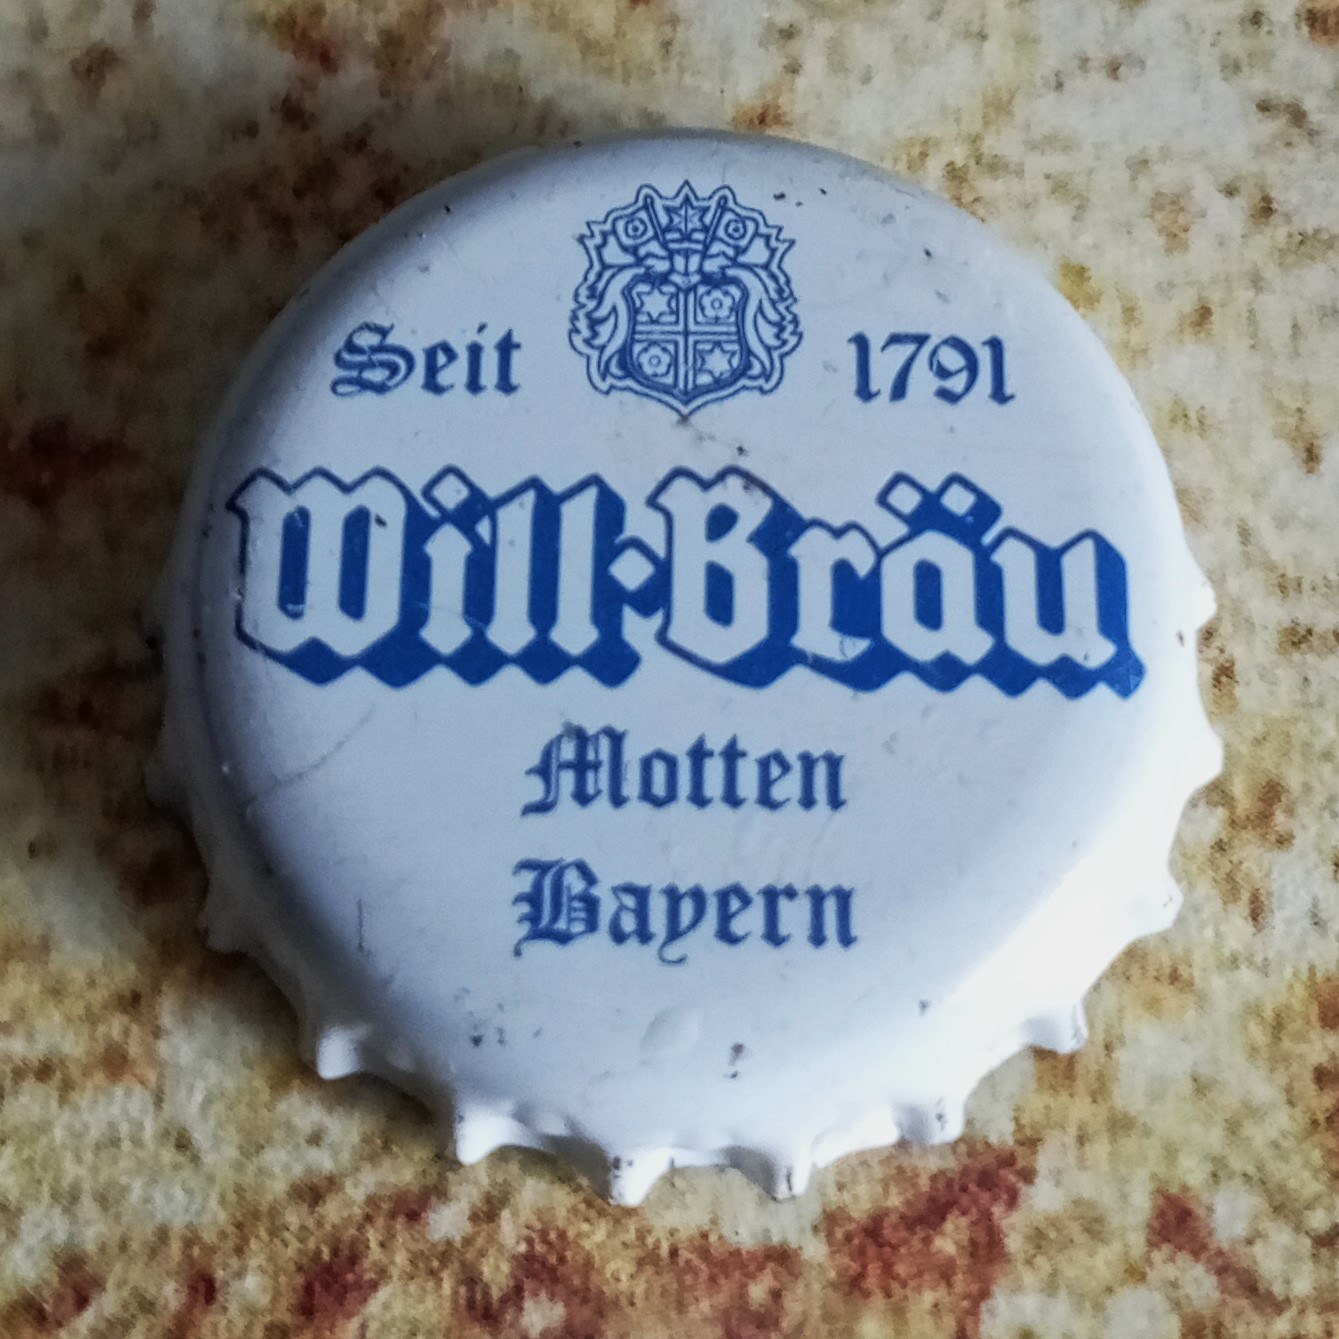 Seit 1791
Will-Bräu
Motten
Bayern